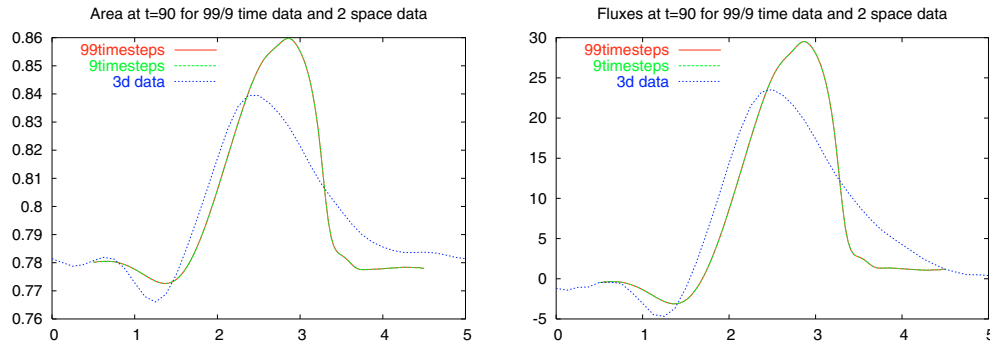 Area at t=90 for 99/9 time data and 2 space data
0.86
0.85
0.84
0.83
0.82
0.81
0.8
0.79
0.78
0.77
0.76
99timesteps
9timesteps
3d data
0 1 2 3 4 5
Fluxes at t=90 for 99/9 time data and 2 space data
30
25
20
15
10
5
0
-5
99timesteps
9timesteps
3d data
0 1 2 3 4 5